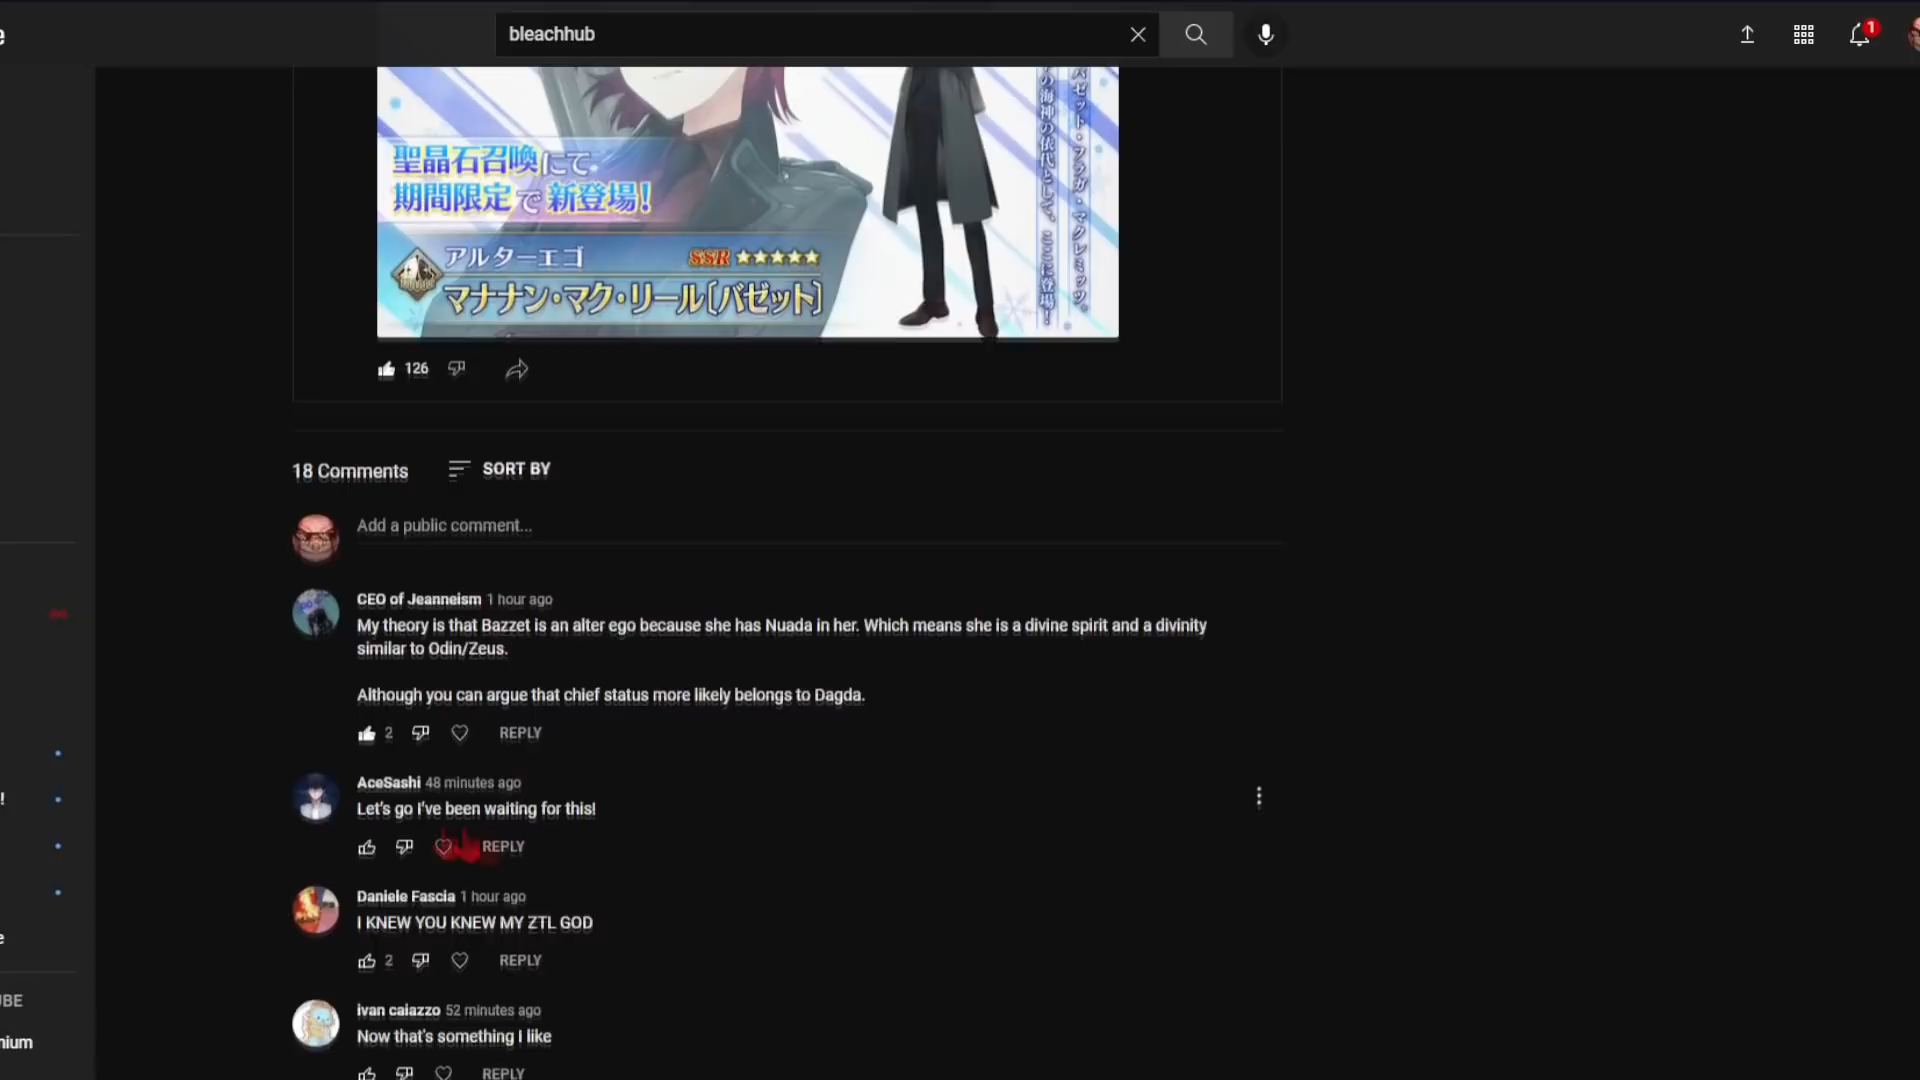 e
bleachhub
1
バゼット・フラガ・マクレミッツ。
の海神の依代として、ここに登場！
聖晶石召喚にて
期間限定で新登場！
アルターエゴ
SSR ★★★★★
マナナン・マク・リール〔バゼット〕
126
18 Comments
SORT BY
Add a public comment...
CEO of Jeanneism 1 hour ago
My theory is that Bazzet is an alter ego because she has Nuada in her. Which means she is a divine spirit and a divinity
similar to Odin/Zeus.
Although you can argue that chief status more likely belongs to Dagda.
2 REPLY
AceSashi 48 minutes ago
Let's go I've been waiting for this!
!
REPLY
Daniele Fascia 1 hour ago
I KNEW YOU KNEW MY ZTL GOD
e
2 REPLY
UBE
ivan caiazzo 52 minutes ago
Now that's something I like
nium
REPLY